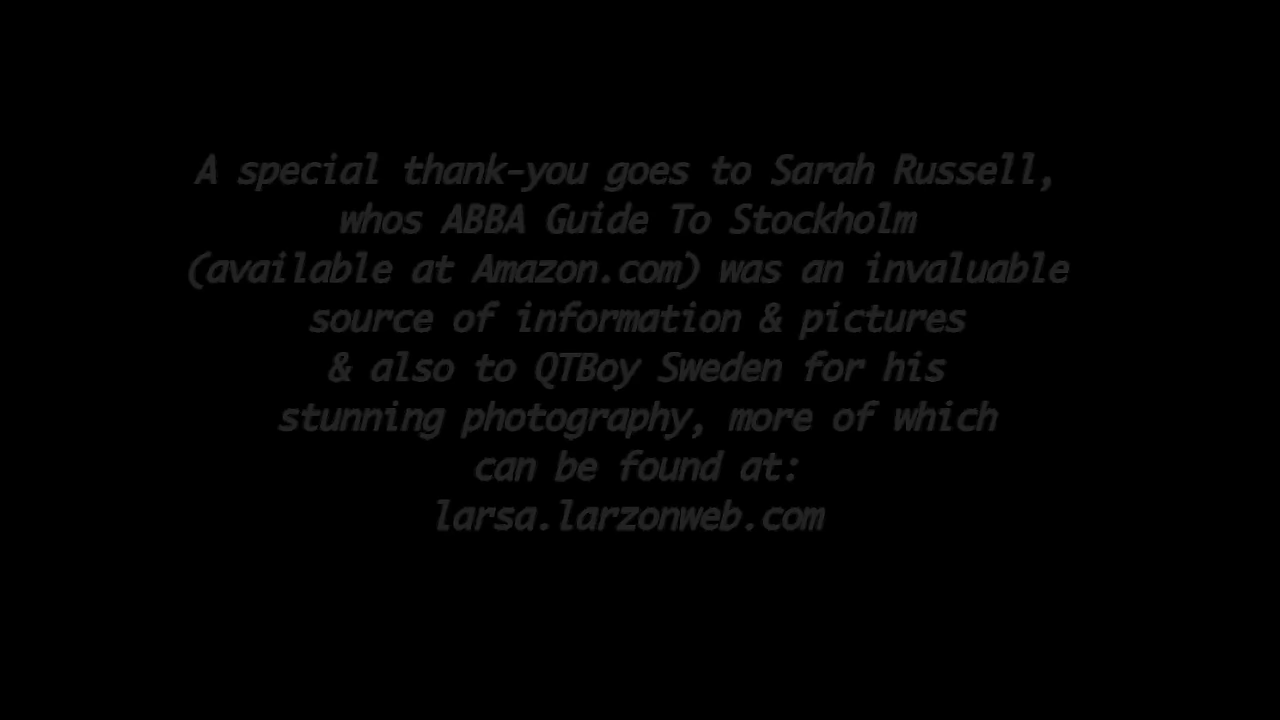 A special thank-you goes to Sarah Russell,
whos ABBA Guide To Stockholm
(available at Amazon.com) was an invaluable
source of information & pictures
& also to QTBoy Sweden for his
stunning photography, more of which
can be found at:
larsa.larzonweb.com